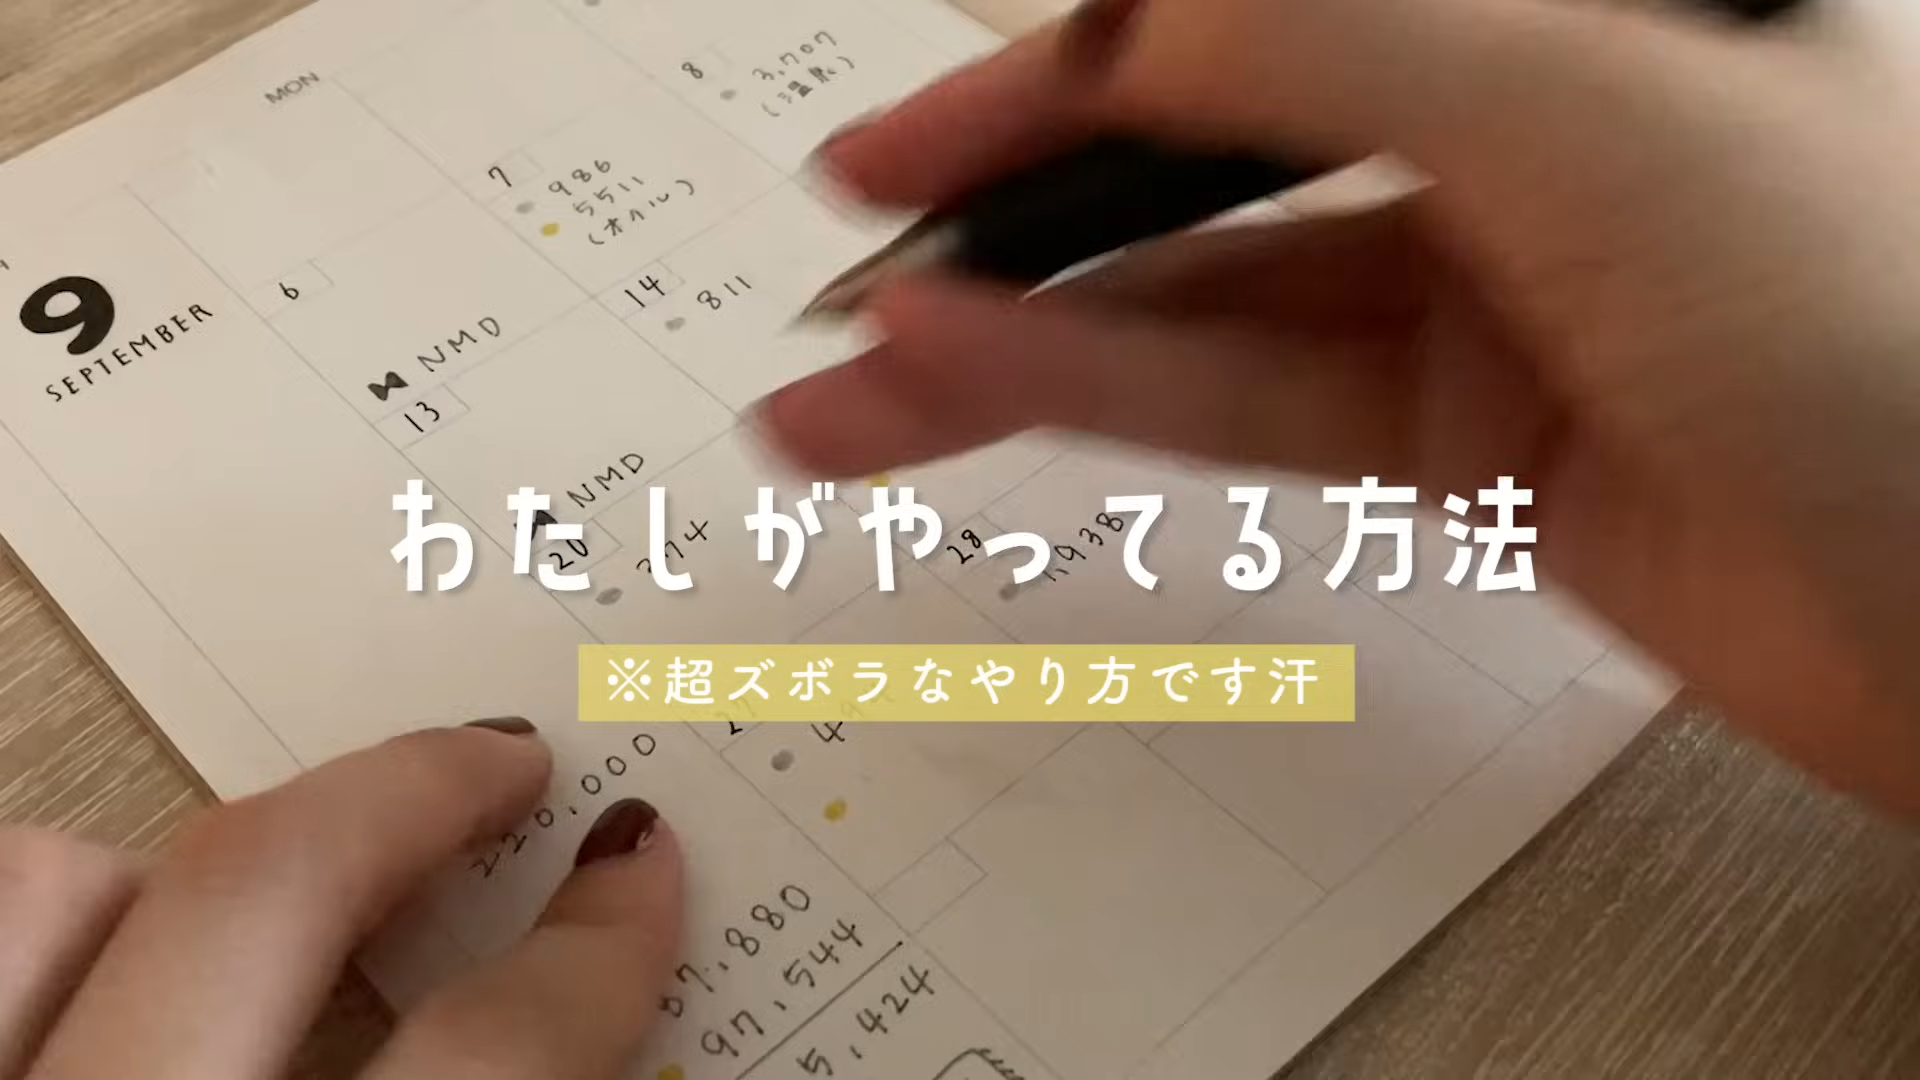 MON
9
SEPTEMBER
6
7
986
5511
(オイル)
8
3,707
(温泉)
NMD
13
14
811
NMD
20
28
わたしがやってる方法
※超ズボラなやり方です汗
220,000
97,544
5,424